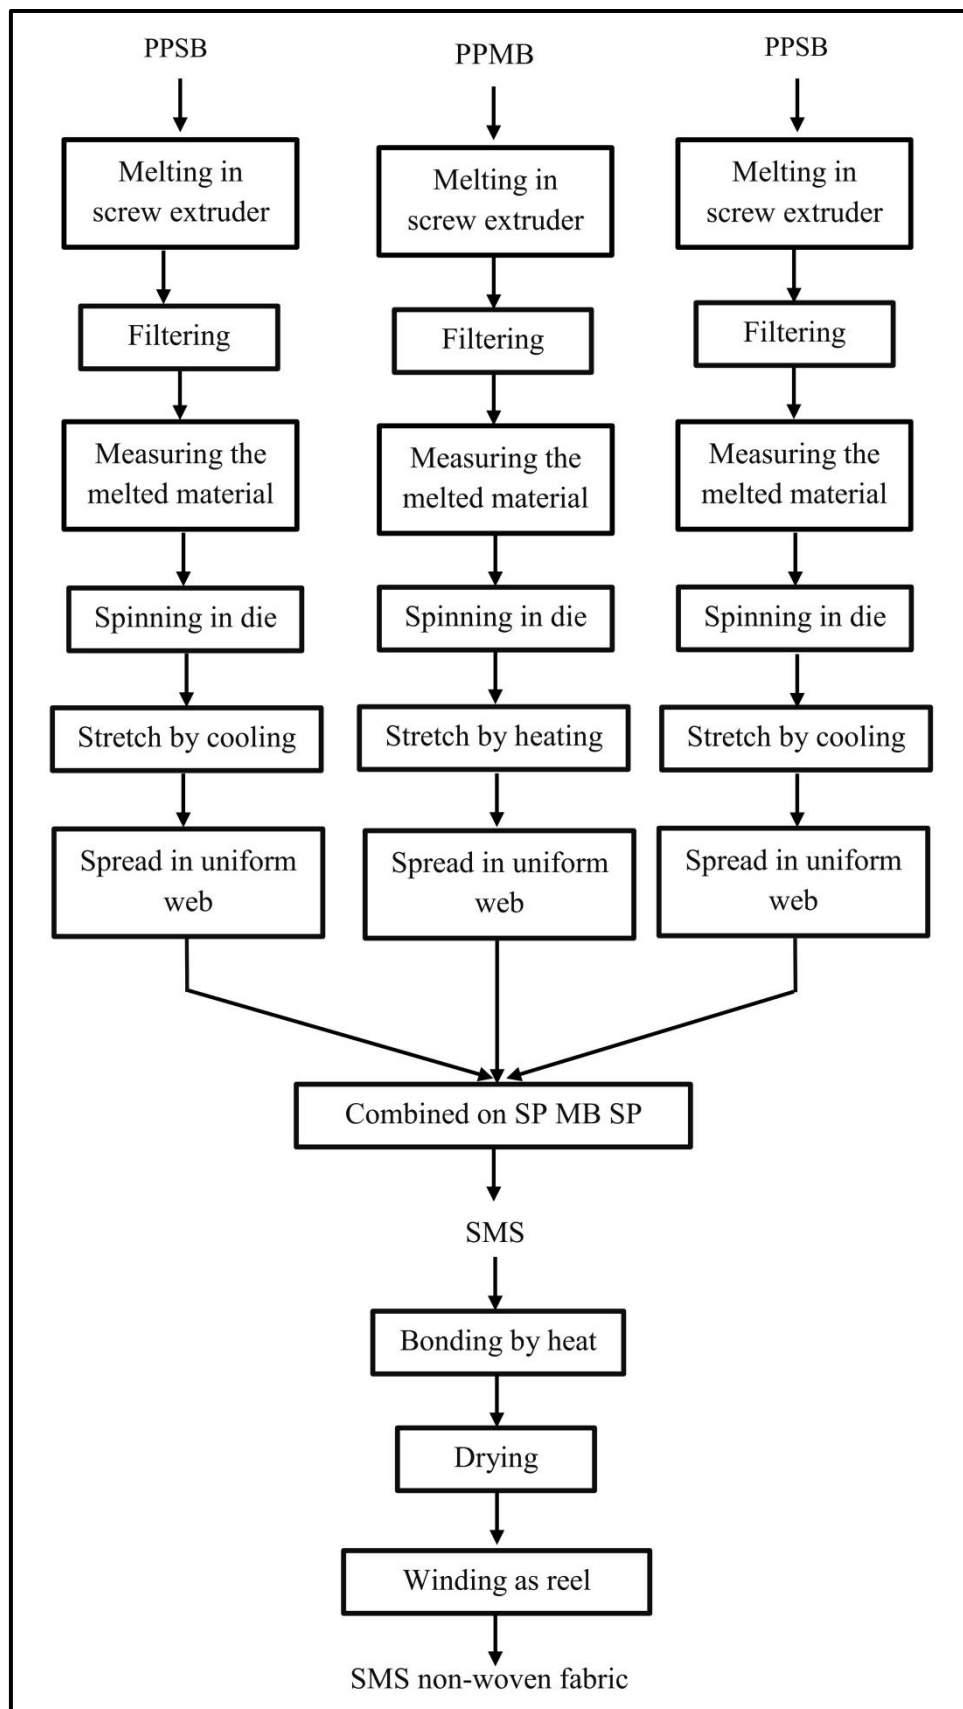 PPSB
PPMB
PPSB
Melting in
screw extruder
Melting in
screw extruder
Melting in
screw extruder
Filtering
Filtering
Filtering
Measuring the
melted material
Measuring the
melted material
Measuring the
melted material
Spinning in die
Spinning in die
Spinning in die
Stretch by cooling
Stretch by heating
Stretch by cooling
Spread in uniform
web
Spread in uniform
web
Spread in uniform
web
Combined on SP MB SP
SMS
Bonding by heat
Drying
Winding as reel
SMS non-woven fabric